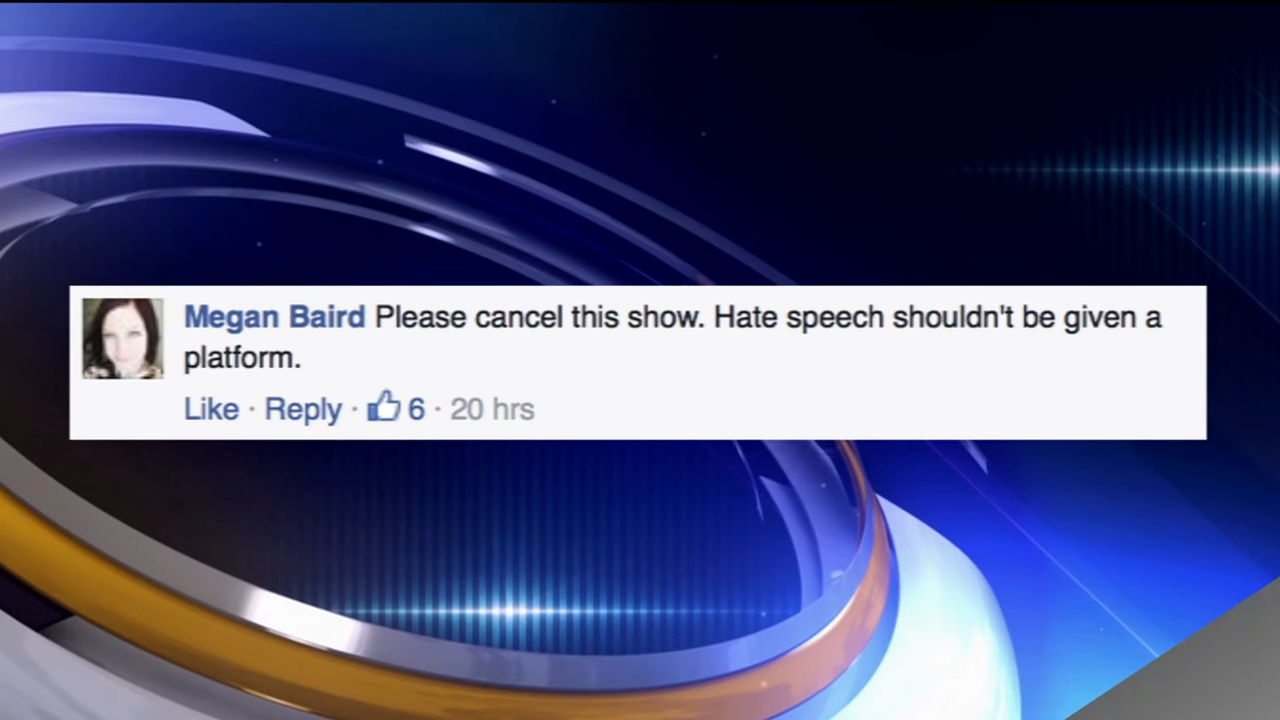 Megan Baird Please cancel this show. Hate speech shouldn't be given a
platform.
Like · Reply · 6 · 20 hrs